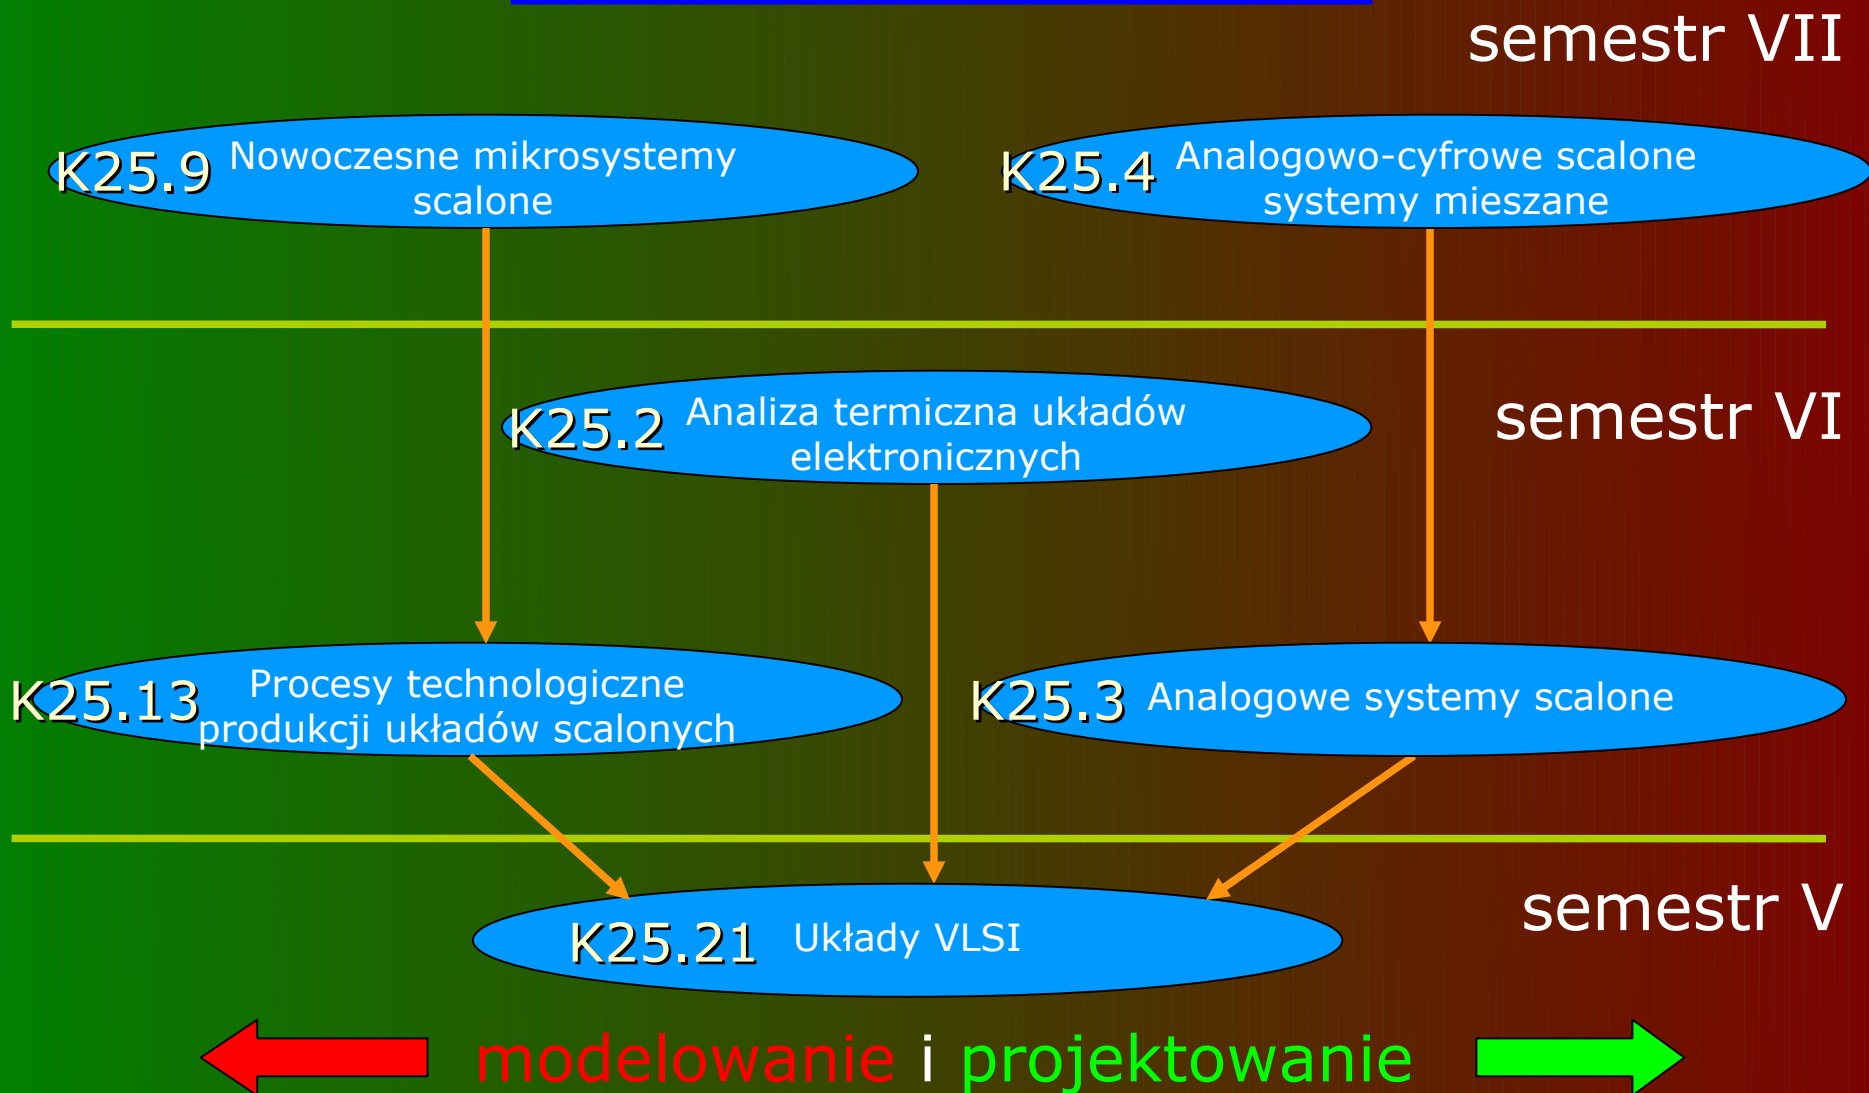 semestr VII
K25.9
Nowoczesne mikrosystemy
scalone
K25.4
Analogowo-cyfrowe scalone
systemy mieszane
K25.2
Analiza termiczna układów
elektronicznych
semestr VI
K25.13
Procesy technologiczne
produkcji układów scalonych
K25.3
Analogowe systemy scalone
K25.21
Układy VLSI
semestr V
modelowanie i projektowanie